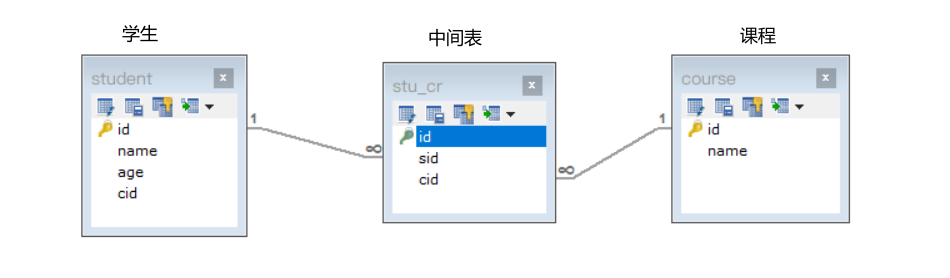 学生
中间表
课程
student
id
name
age
cid
1
∞
stu_cr
id
sid
cid
∞
1
course
id
name